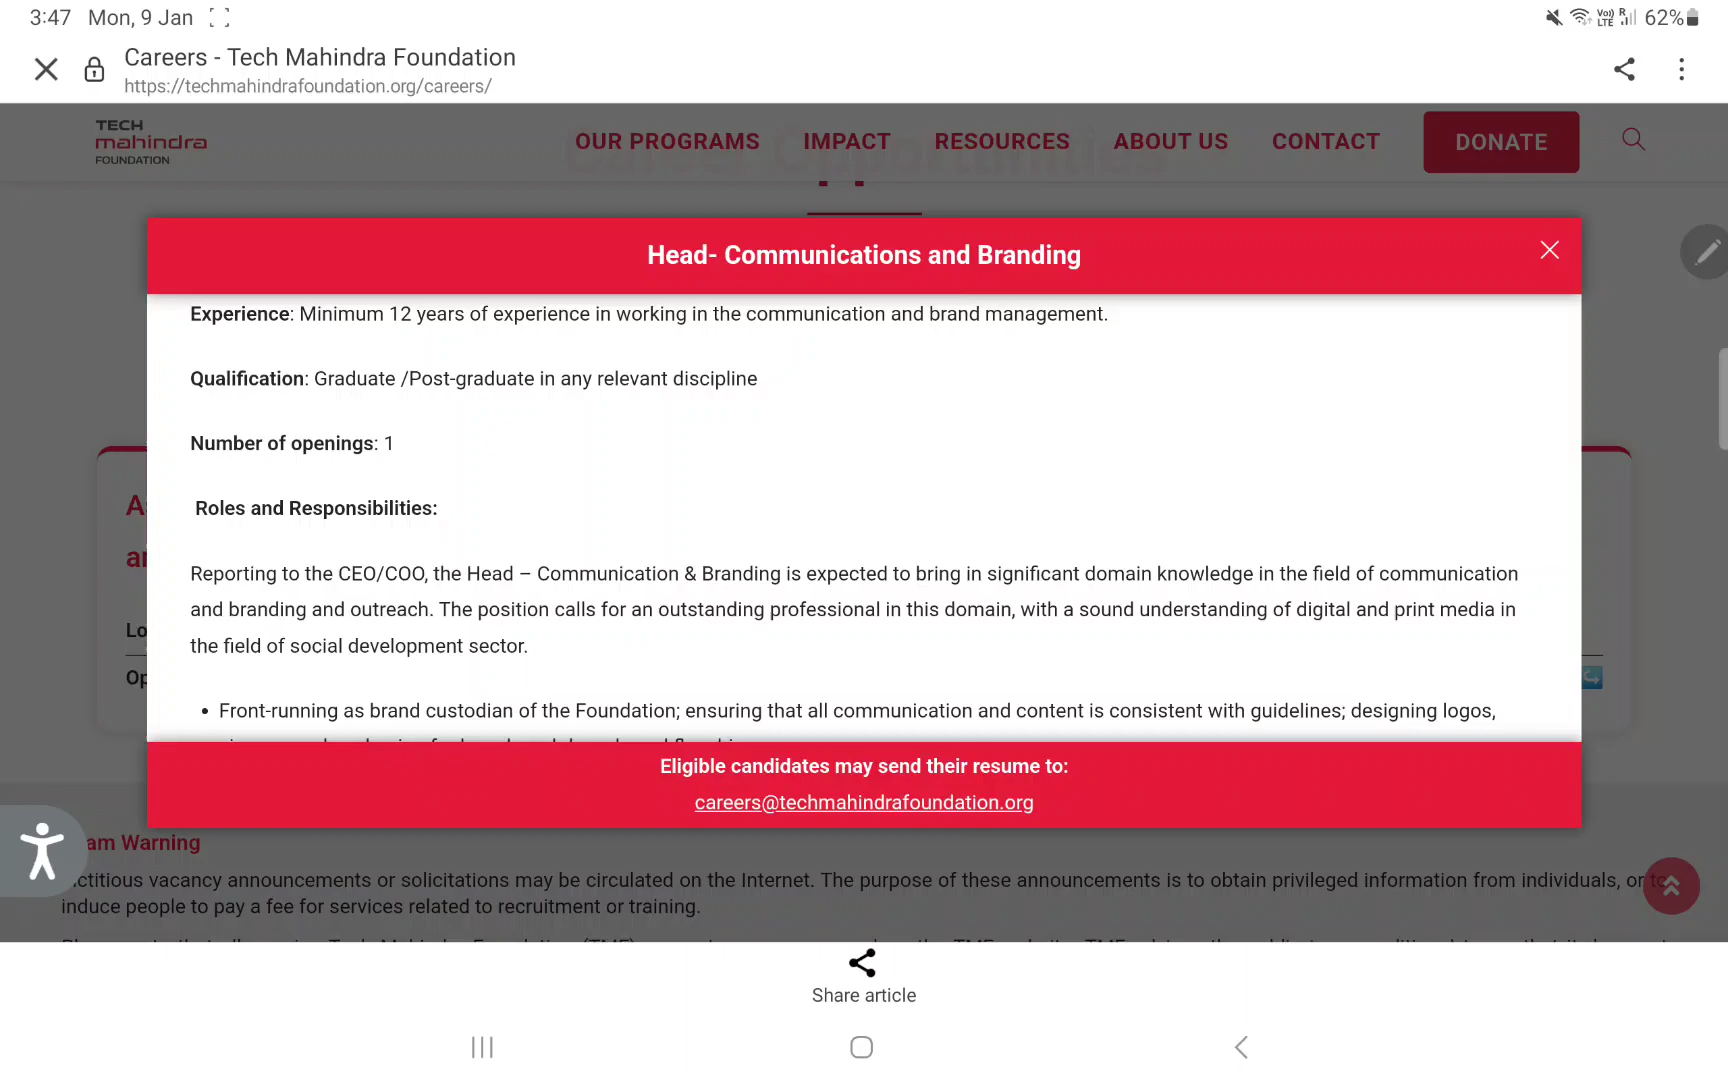 3:47 Mon, 9 Jan
Vo)) LTE R 62%
Careers - Tech Mahindra Foundation
https://techmahindrafoundation.org/careers/
TECH
mahindra
FOUNDATION
OUR PROGRAMS IMPACT RESOURCES ABOUT US CONTACT DONATE
Career Opportunities
Head- Communications and Branding
Experience: Minimum 12 years of experience in working in the communication and brand management.
Qualification: Graduate /Post-graduate in any relevant discipline
Number of openings: 1
Roles and Responsibilities:
Reporting to the CEO/COO, the Head – Communication & Branding is expected to bring in significant domain knowledge in the field of communication
and branding and outreach. The position calls for an outstanding professional in this domain, with a sound understanding of digital and print media in
the field of social development sector.
• Front-running as brand custodian of the Foundation; ensuring that all communication and content is consistent with guidelines; designing logos,
Eligible candidates may send their resume to:
careers@techmahindrafoundation.org
am Warning
ctitious vacancy announcements or solicitations may be circulated on the Internet. The purpose of these announcements is to obtain privileged information from individuals, or to
induce people to pay a fee for services related to recruitment or training.
Share article